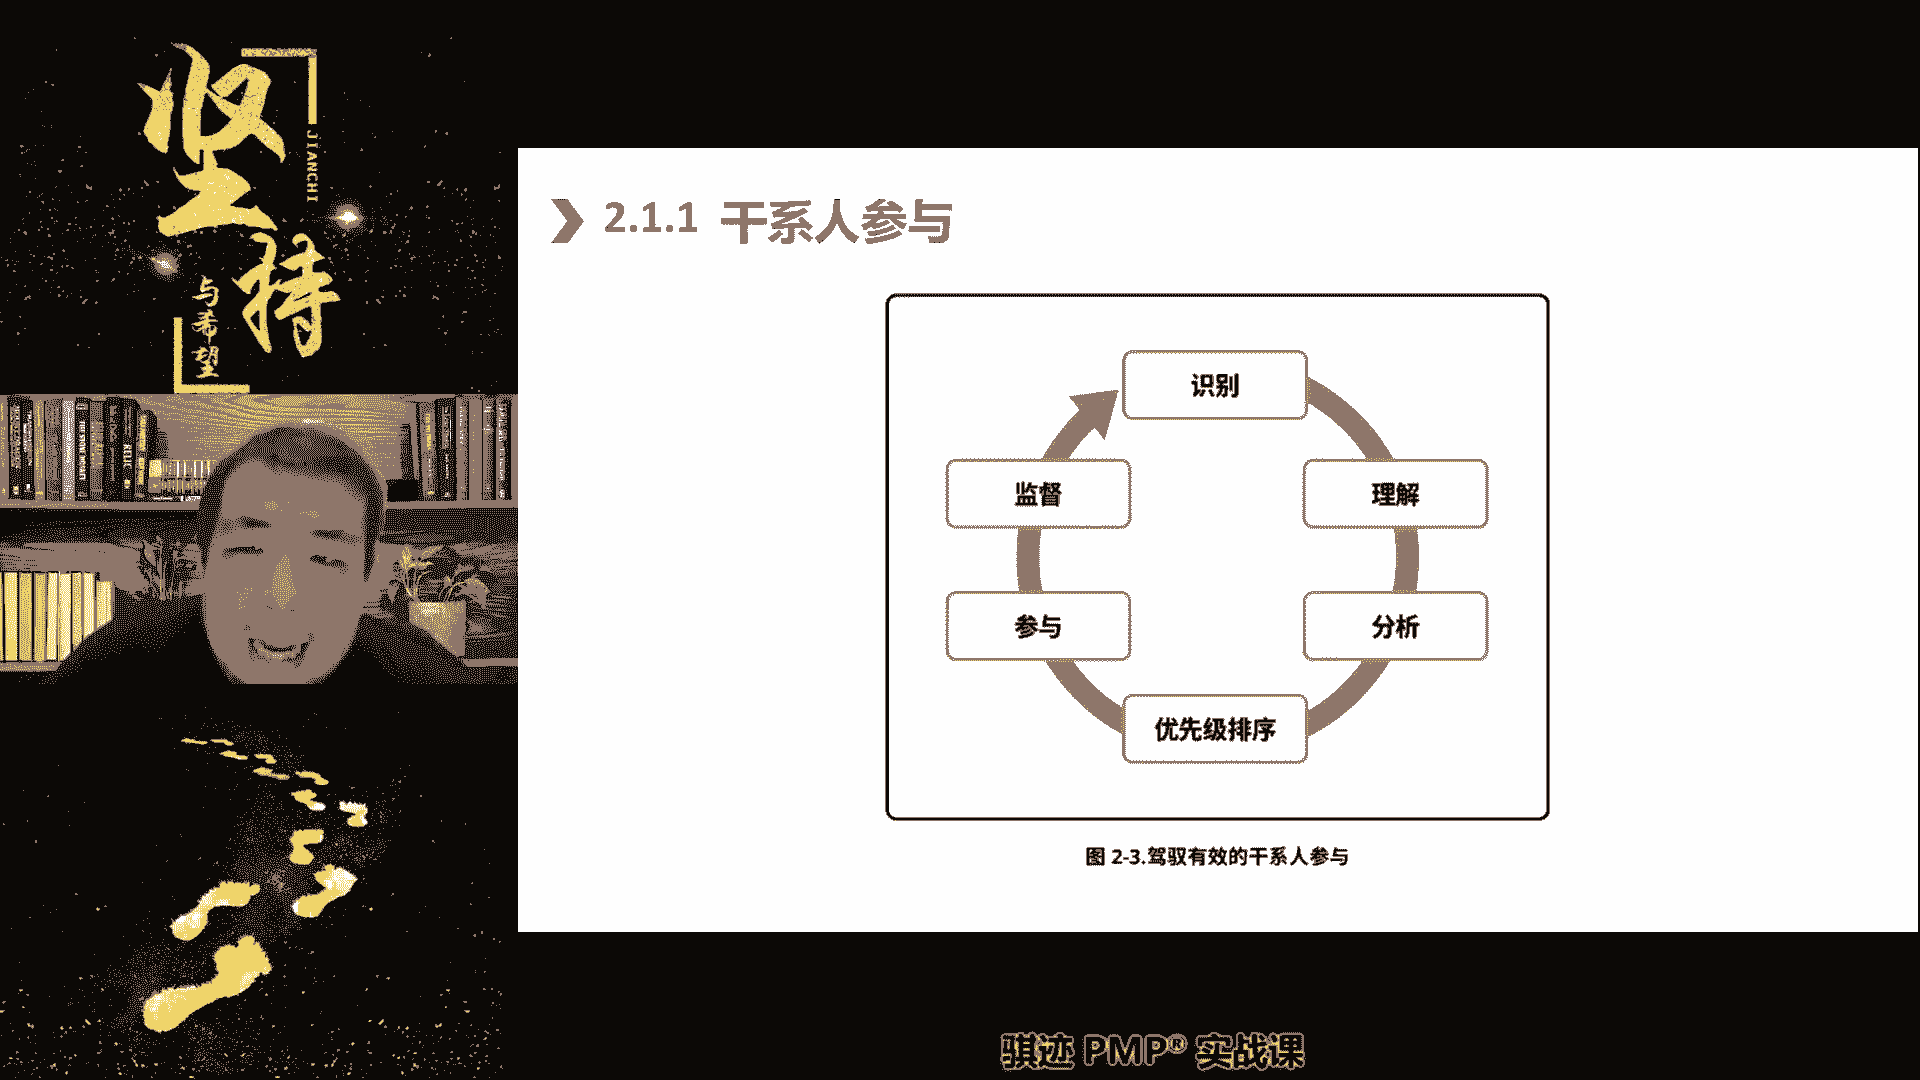 坚持
JIANCHI
与希望
2.1.1 干系人参与
识别
理解
分析
优先级排序
参与
监督
图 2-3.驾驭有效的干系人参与
骐迹 PMP® 实战课